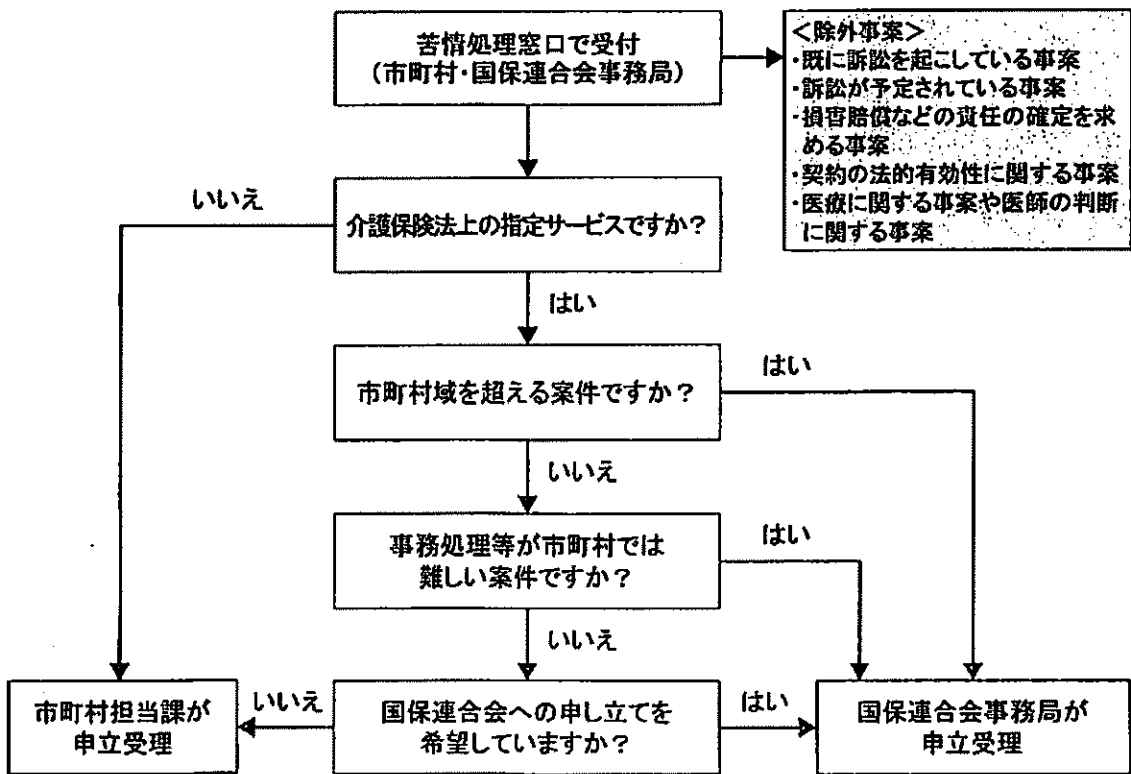 苦情処理窓口で受付
(市町村・国保連合会事務局)
<除外事案>
・既に訴訟を起こしている事案
・訴訟が予定されている事案
・損害賠償などの責任の確定を求
める事案
・契約の法的有効性に関する事案
・医療に関する事案や医師の判断
に関する事案
いいえ
介護保険法上の指定サービスですか?
はい
市町村域を超える案件ですか?
はい
いいえ
事務処理等が市町村では
難しい案件ですか?
はい
いいえ
市町村担当課が
申立受理
いいえ
国保連合会への申し立てを
希望していますか?
はい
国保連合会事務局が
申立受理